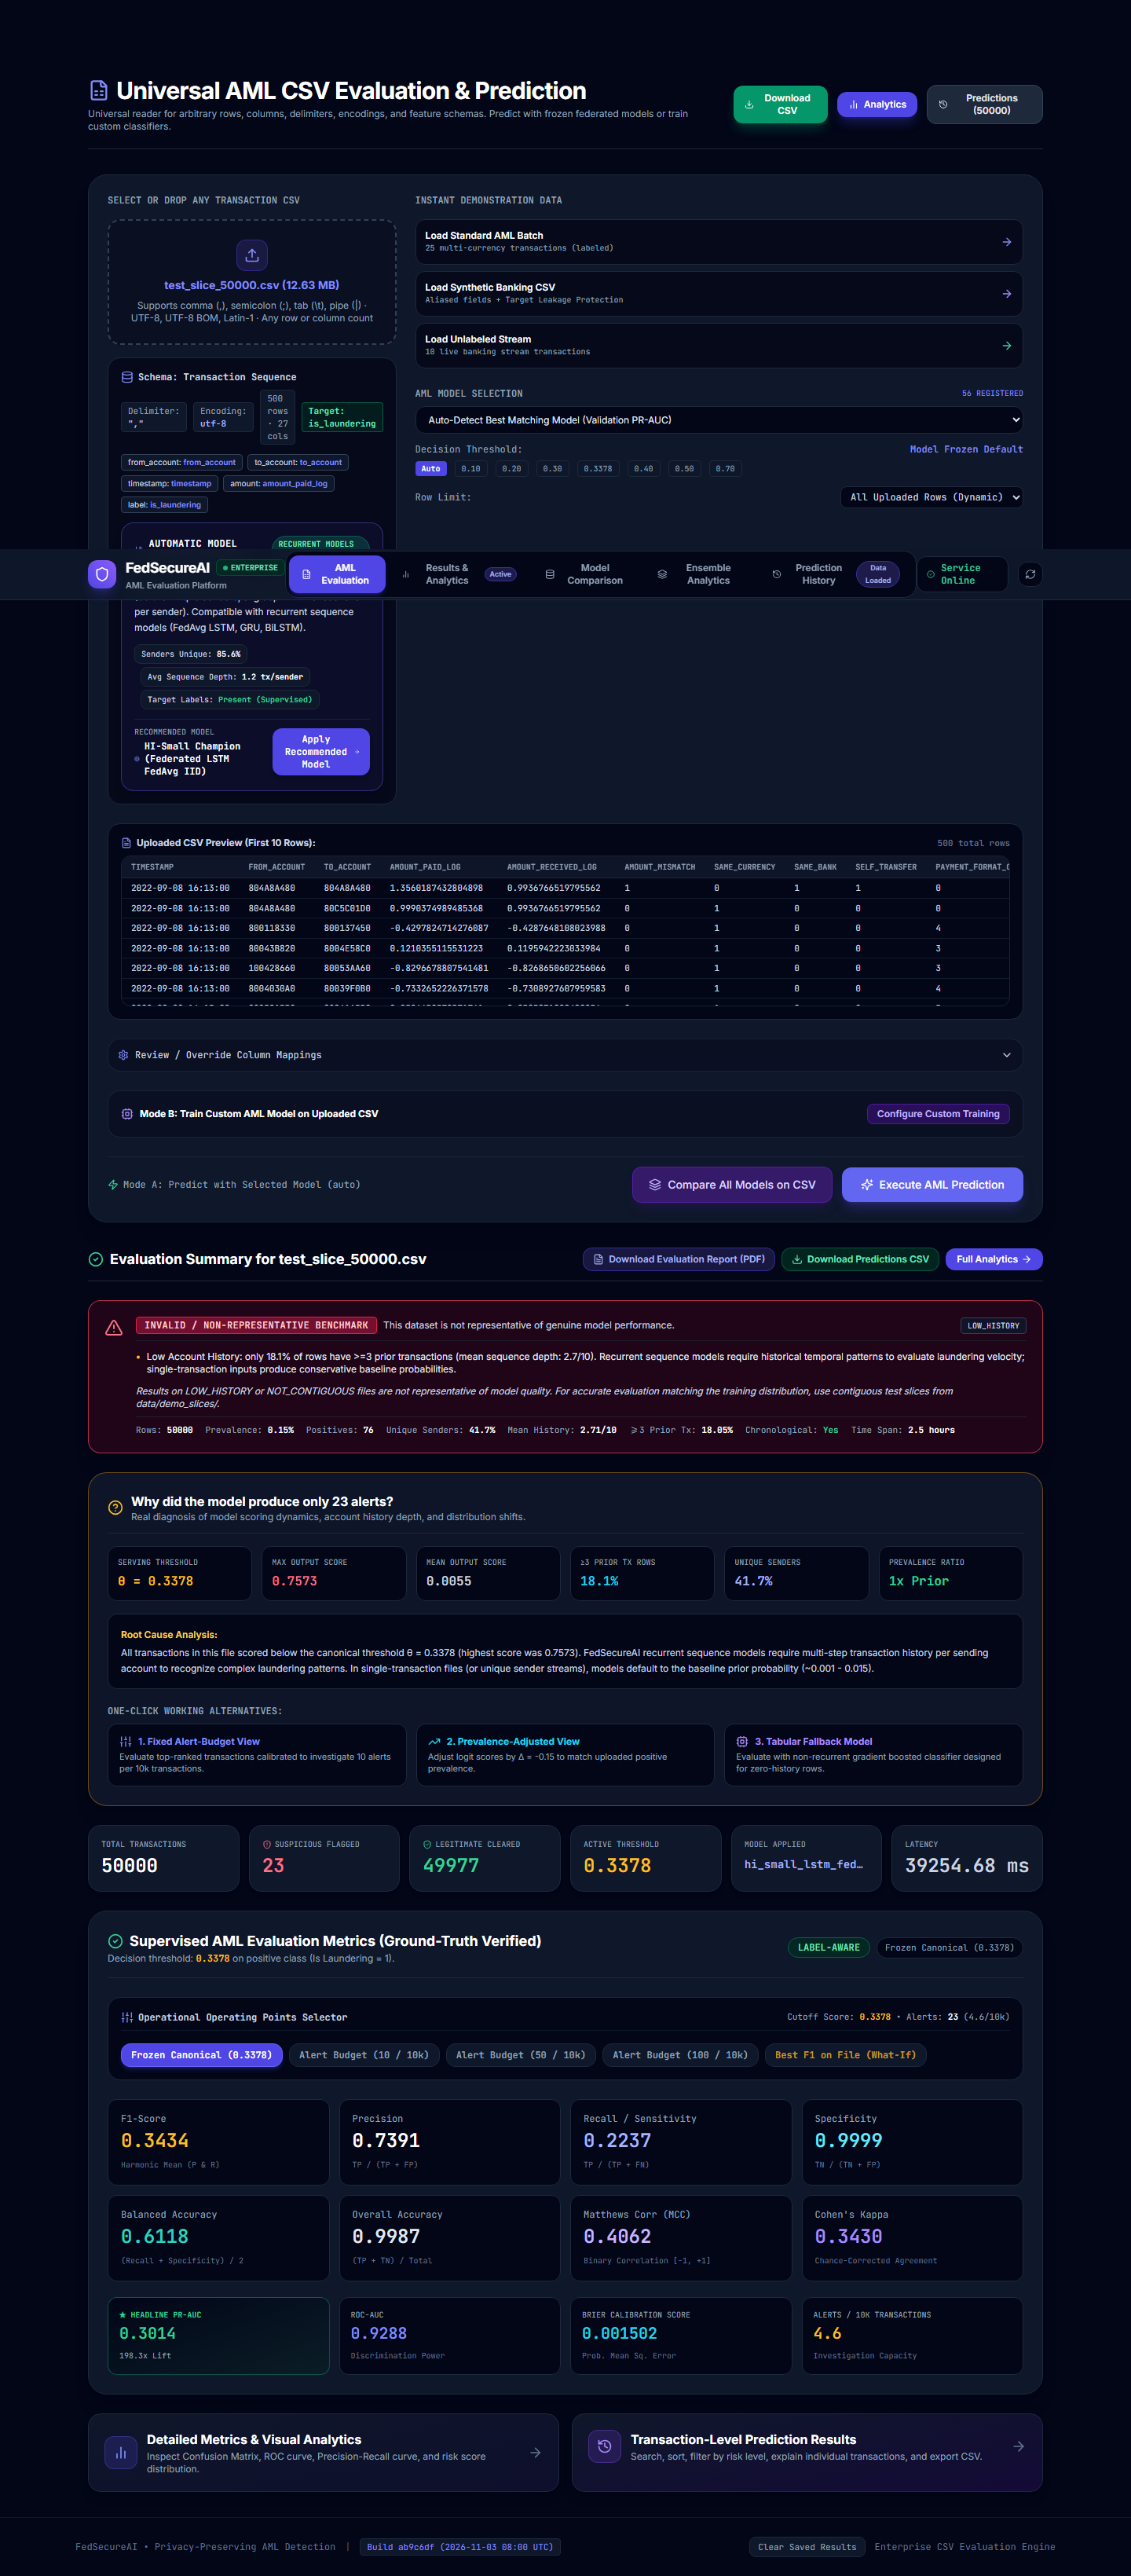 Universal AML CSV Evaluation & Prediction
Universal reader for arbitrary rows, columns, delimiters, encodings, and feature schemas. Predict with frozen federated models or train
custom classifiers.
Download
CSV
Analytics
Predictions
(50000)
SELECT OR DROP ANY TRANSACTION CSV
test_slice_50000.csv (12.63 MB)
Supports comma (,), semicolon (;), tab (\t), pipe (|) ·
UTF-8, UTF-8 BOM, Latin-1 · Any row or column count
INSTANT DEMONSTRATION DATA
Load Standard AML Batch
25 multi-currency transactions (labeled)
Load Synthetic Banking CSV
Aliased fields + Target Leakage Protection
Load Unlabeled Stream
10 live banking stream transactions
Schema: Transaction Sequence
Delimiter:
","
Encoding:
utf-8
500
rows
· 27
cols
Target:
is_laundering
from_account: from_account
to_account: to_account
timestamp: timestamp
amount: amount_paid_log
label: is_laundering
AML MODEL SELECTION
56 REGISTERED
Auto-Detect Best Matching Model (Validation PR-AUC)
Decision Threshold:
Model Frozen Default
Auto 0.10 0.20 0.30 0.3378 0.40 0.50 0.70
Row Limit:
All Uploaded Rows (Dynamic)
AUTOMATIC MODEL
RECURRENT MODELS
FedSecureAI
ENTERPRISE
AML Evaluation Platform
AML
Evaluation
Results &
Analytics
Active
Model
Comparison
Ensemble
Analytics
Prediction
History
Data
Loaded
Service
Online
per sender). Compatible with recurrent sequence
models (FedAvg LSTM, GRU, BiLSTM).
Senders Unique: 85.6%
Avg Sequence Depth: 1.2 tx/sender
Target Labels: Present (Supervised)
RECOMMENDED MODEL
HI-Small Champion
(Federated LSTM
FedAvg IID)
Apply
Recommended
Model
Uploaded CSV Preview (First 10 Rows):
500 total rows
TIMESTAMP FROM_ACCOUNT TO_ACCOUNT AMOUNT_PAID_LOG AMOUNT_RECEIVED_LOG AMOUNT_MISMATCH SAME_CURRENCY SAME_BANK SELF_TRANSFER PAYMENT_FORMAT_
2022-09-08 16:13:00 804A8A480 804A8A480 1.3560187432804898 0.9936766519795562 1 0 1 1 0
2022-09-08 16:13:00 804A8A480 80C5C01D0 0.9990374989485368 0.9936766519795562 0 1 0 0 0
2022-09-08 16:13:00 800118330 800137450 -0.4297824714276087 -0.4287648108023988 0 1 0 0 4
2022-09-08 16:13:00 80043B820 8004E58C0 0.1210355115531223 0.1195942223033984 0 1 0 0 3
2022-09-08 16:13:00 100428660 80053AA60 -0.8296678807541481 -0.8268650602256066 0 1 0 0 3
2022-09-08 16:13:00 8004030A0 80039F0B0 -0.7332652226371578 -0.7308927607959583 0 1 0 0 4
Review / Override Column Mappings
Mode B: Train Custom AML Model on Uploaded CSV
Configure Custom Training
Mode A: Predict with Selected Model (auto)
Compare All Models on CSV
Execute AML Prediction
Evaluation Summary for test_slice_50000.csv
Download Evaluation Report (PDF)
Download Predictions CSV
Full Analytics
INVALID / NON-REPRESENTATIVE BENCHMARK
This dataset is not representative of genuine model performance.
LOW_HISTORY
• Low Account History: only 18.1% of rows have >=3 prior transactions (mean sequence depth: 2.7/10). Recurrent sequence models require historical temporal patterns to evaluate laundering velocity;
single-transaction inputs produce conservative baseline probabilities.
Results on LOW_HISTORY or NOT_CONTIGUOUS files are not representative of model quality. For accurate evaluation matching the training distribution, use contiguous test slices from
data/demo_slices/.
Rows: 50000 Prevalence: 0.15% Positives: 76 Unique Senders: 41.7% Mean History: 2.71/10 ≥3 Prior Tx: 18.05% Chronological: Yes Time Span: 2.5 hours
Why did the model produce only 23 alerts?
Real diagnosis of model scoring dynamics, account history depth, and distribution shifts.
SERVING THRESHOLD
θ = 0.3378
MAX OUTPUT SCORE
0.7573
MEAN OUTPUT SCORE
0.0055
≥3 PRIOR TX ROWS
18.1%
UNIQUE SENDERS
41.7%
PREVALENCE RATIO
1x Prior
Root Cause Analysis:
All transactions in this file scored below the canonical threshold θ = 0.3378 (highest score was 0.7573). FedSecureAI recurrent sequence models require multi-step transaction history per sending
account to recognize complex laundering patterns. In single-transaction files (or unique sender streams), models default to the baseline prior probability (~0.001 - 0.015).
ONE-CLICK WORKING ALTERNATIVES:
1. Fixed Alert-Budget View
Evaluate top-ranked transactions calibrated to investigate 10 alerts
per 10k transactions.
2. Prevalence-Adjusted View
Adjust logit scores by Δ = -0.15 to match uploaded positive
prevalence.
3. Tabular Fallback Model
Evaluate with non-recurrent gradient boosted classifier designed
for zero-history rows.
TOTAL TRANSACTIONS
50000
SUSPICIOUS FLAGGED
23
LEGITIMATE CLEARED
49977
ACTIVE THRESHOLD
0.3378
MODEL APPLIED
hi_small_lstm_fed…
LATENCY
39254.68 ms
Supervised AML Evaluation Metrics (Ground-Truth Verified)
Decision threshold: 0.3378 on positive class (Is Laundering = 1).
LABEL-AWARE
Frozen Canonical (0.3378)
Operational Operating Points Selector
Cutoff Score: 0.3378 • Alerts: 23 (4.6/10k)
Frozen Canonical (0.3378)
Alert Budget (10 / 10k)
Alert Budget (50 / 10k)
Alert Budget (100 / 10k)
Best F1 on File (What-If)
F1-Score
0.3434
Harmonic Mean (P & R)
Precision
0.7391
TP / (TP + FP)
Recall / Sensitivity
0.2237
TP / (TP + FN)
Specificity
0.9999
TN / (TN + FP)
Balanced Accuracy
0.6118
(Recall + Specificity) / 2
Overall Accuracy
0.9987
(TP + TN) / Total
Matthews Corr (MCC)
0.4062
Binary Correlation [-1, +1]
Cohen's Kappa
0.3430
Chance-Corrected Agreement
★ HEADLINE PR-AUC
0.3014
198.3x Lift
ROC-AUC
0.9288
Discrimination Power
BRIER CALIBRATION SCORE
0.001502
Prob. Mean Sq. Error
ALERTS / 10K TRANSACTIONS
4.6
Investigation Capacity
Detailed Metrics & Visual Analytics
Inspect Confusion Matrix, ROC curve, Precision-Recall curve, and risk score
distribution.
Transaction-Level Prediction Results
Search, sort, filter by risk level, explain individual transactions, and export CSV.
FedSecureAI • Privacy-Preserving AML Detection | Build ab9c6df (2026-11-03 08:00 UTC)
Clear Saved Results
Enterprise CSV Evaluation Engine